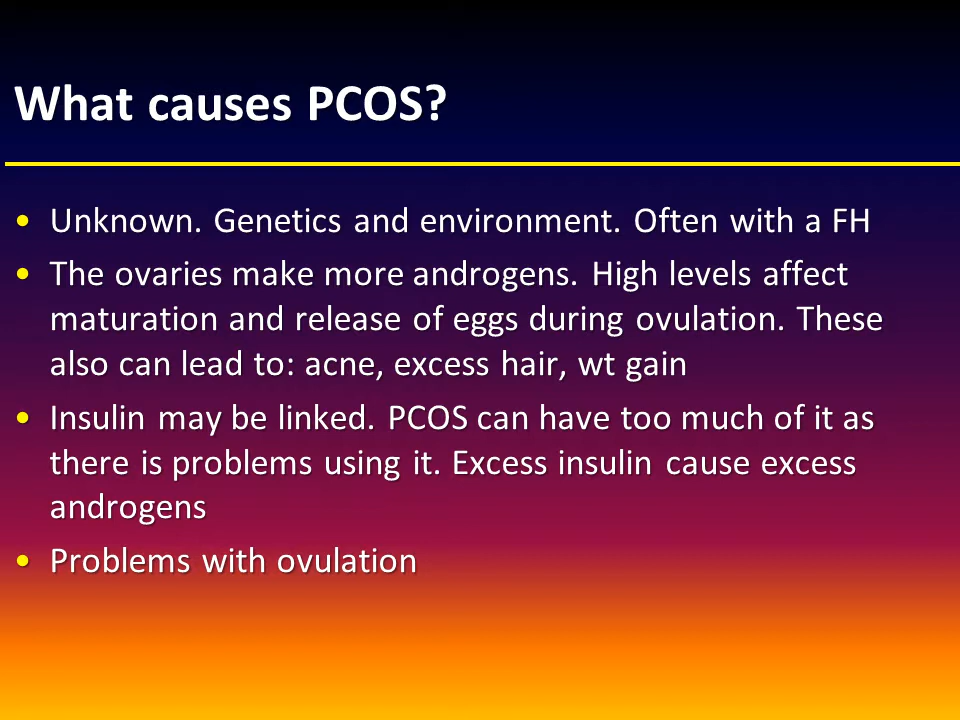 What causes PCOS?
• Unknown. Genetics and environment. Often with a FH
• The ovaries make more androgens. High levels affect
maturation and release of eggs during ovulation. These
also can lead to: acne, excess hair, wt gain
• Insulin may be linked. PCOS can have too much of it as
there is problems using it. Excess insulin cause excess
androgens
• Problems with ovulation